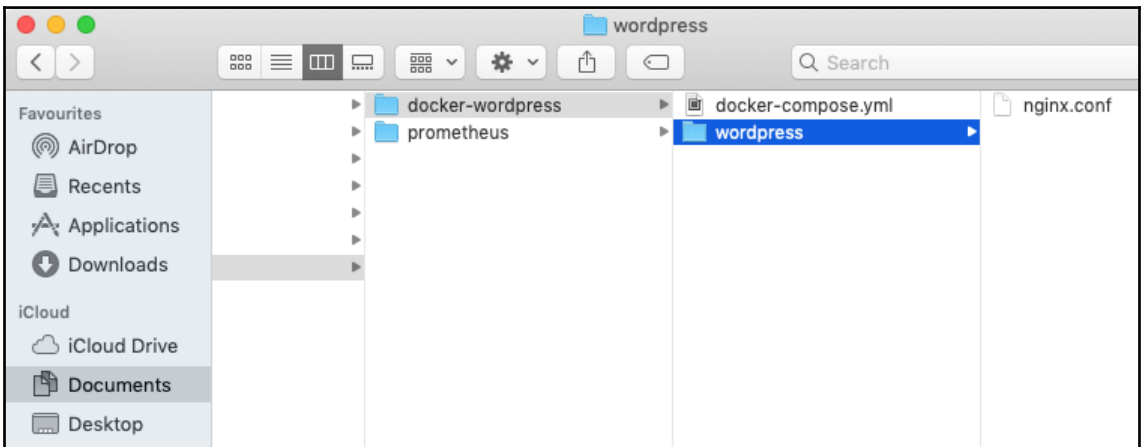 wordpress
Search
Favourites
AirDrop
Recents
Applications
Downloads
iCloud
iCloud Drive
Documents
Desktop
docker-wordpress
prometheus
docker-compose.yml
wordpress
nginx.conf